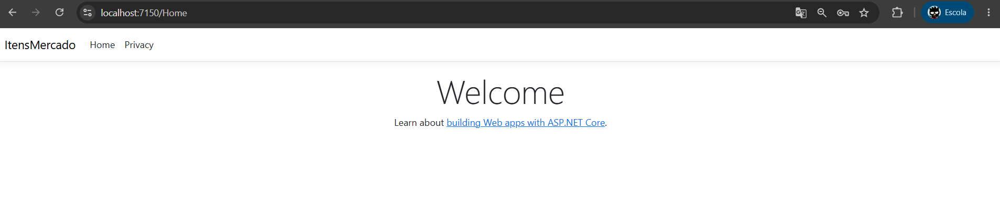 localhost:7150/Home
Escola
ItensMercado Home Privacy
Welcome
Learn about building Web apps with ASP.NET Core.